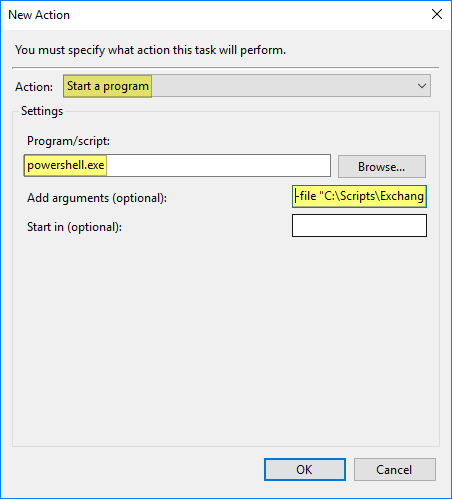 New Action
You must specify what action this task will perform.
Action: Start a program
Settings
Program/script:
powershell.exe Browse...
Add arguments (optional): -file "C:\Scripts\Exchang
Start in (optional):
OK Cancel